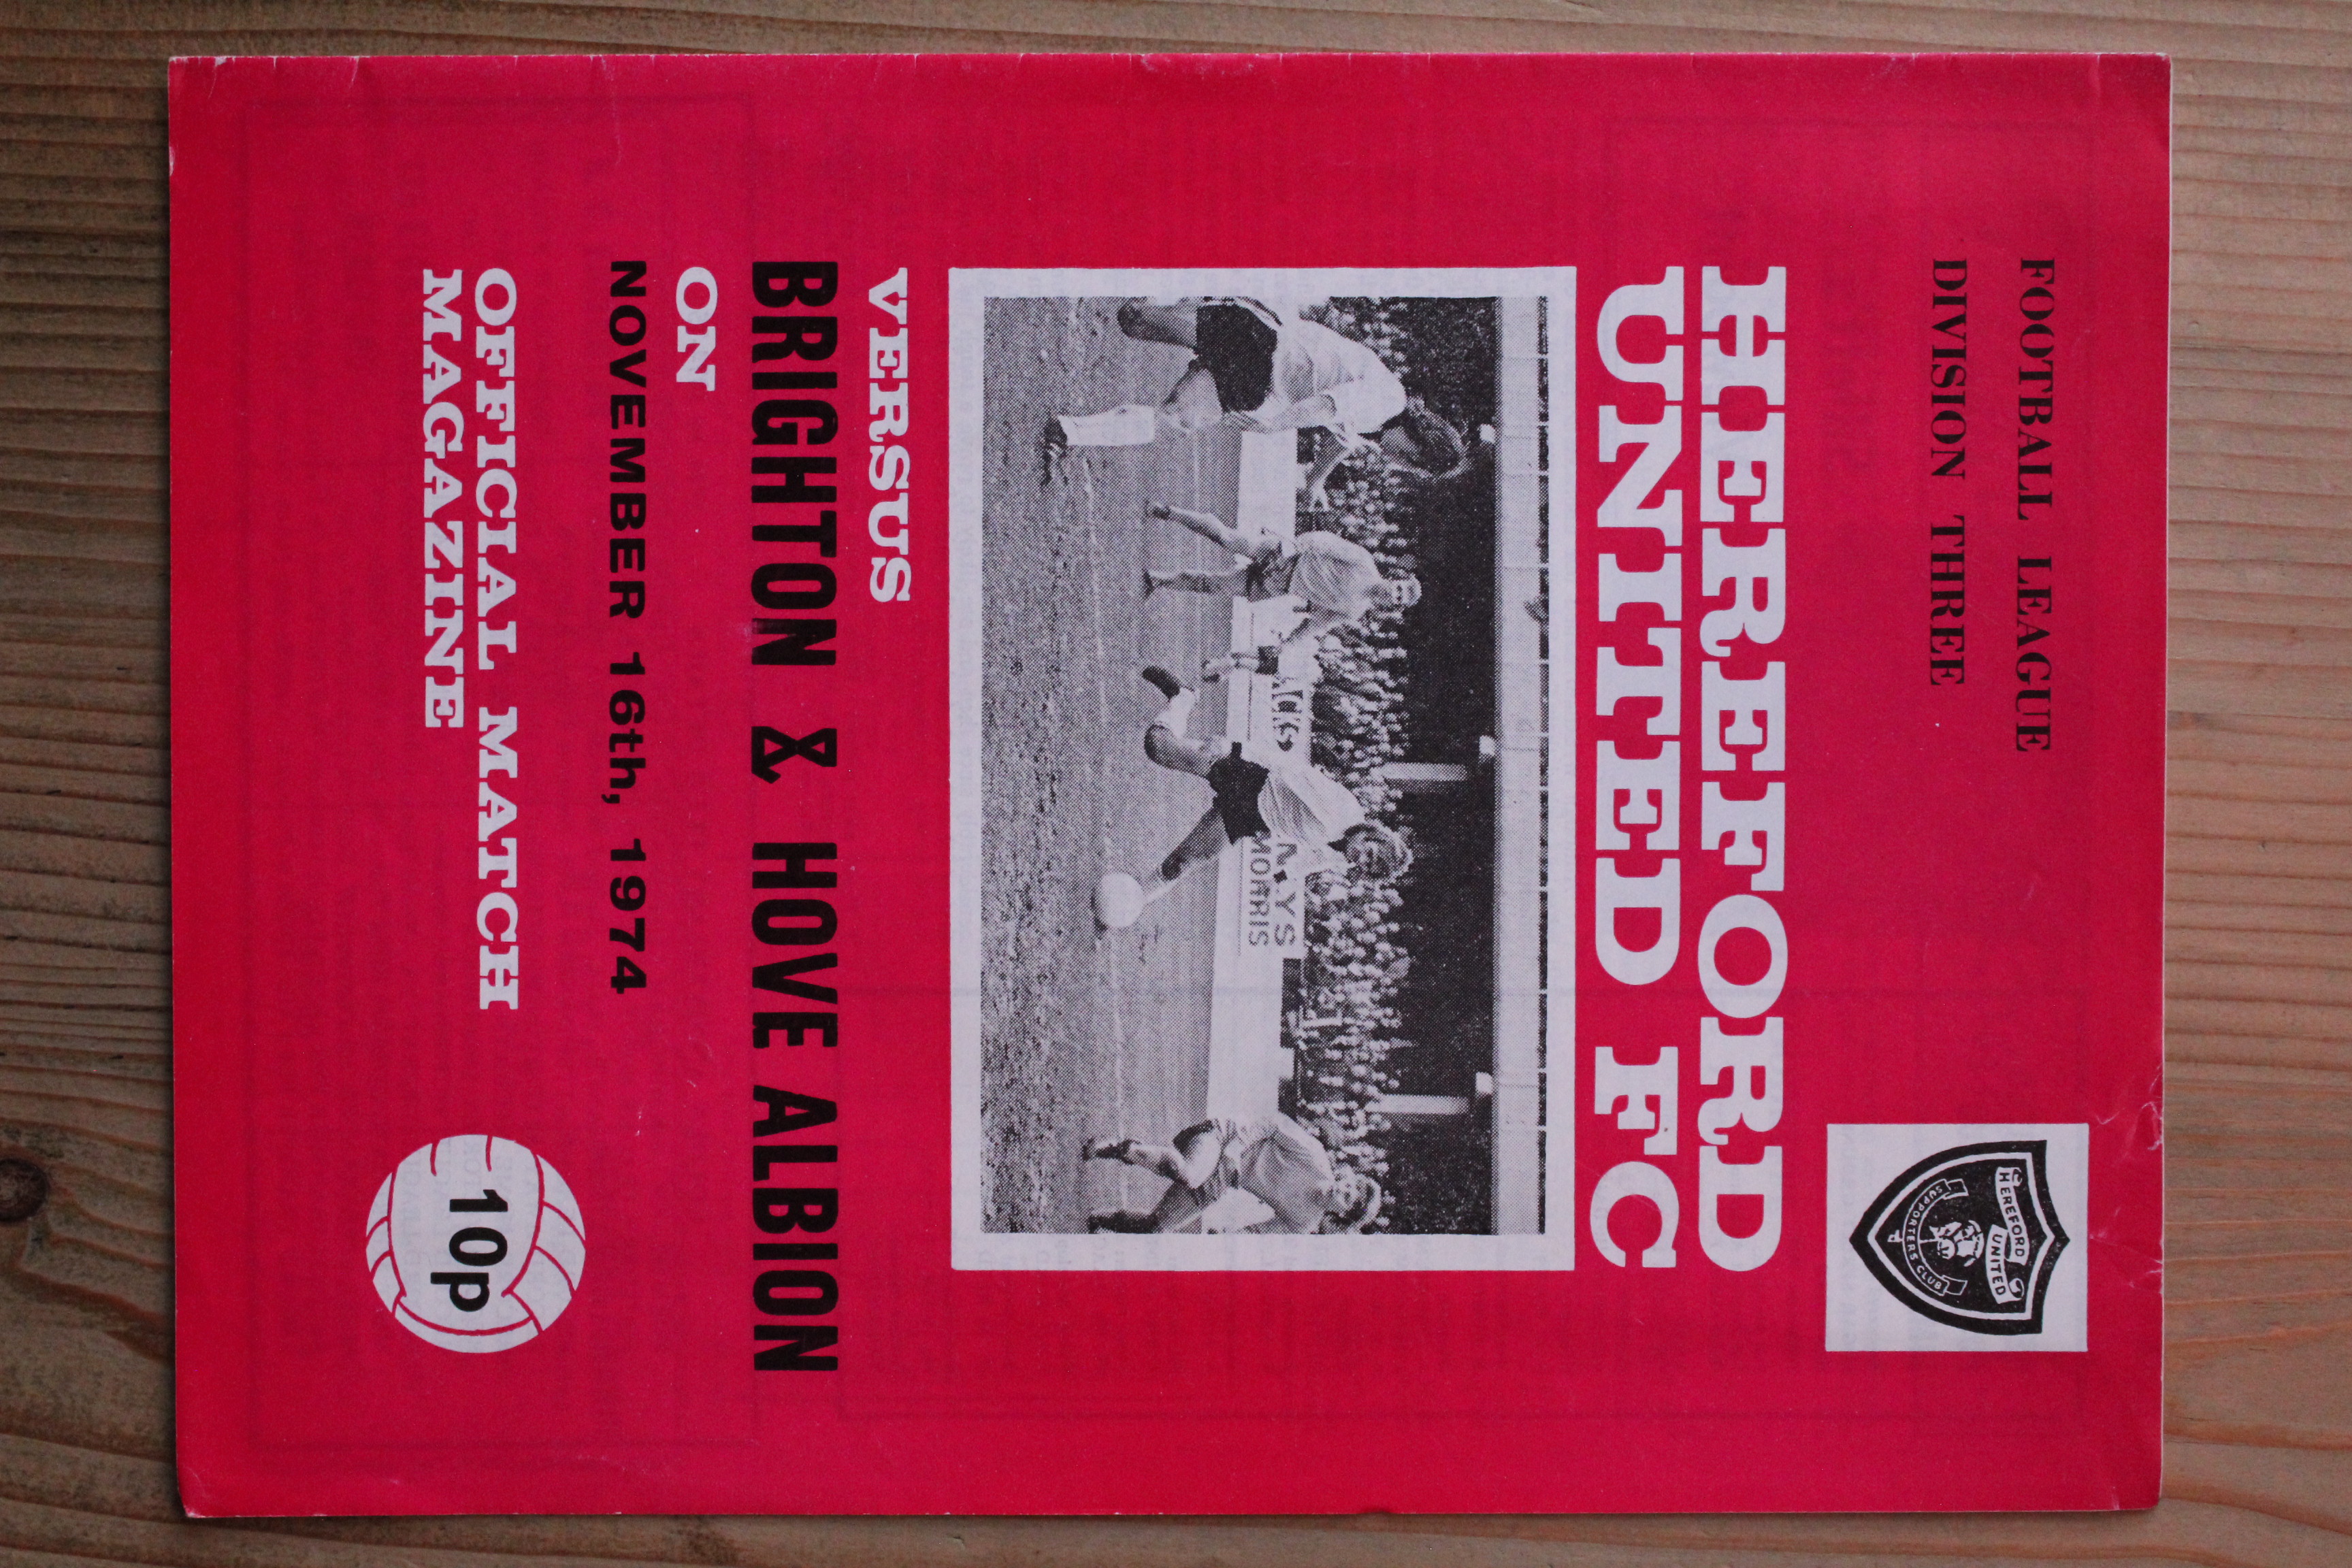 FOOTBALL LEAGUE
DIVISION THREE
HEREFORD
UNITED
SUPPORTERS CLUB
HEREFORD
UNITED FC
MORRIS
VERSUS
BRIGHTON & HOVE ALBION
ON
NOVEMBER 16th, 1974
OFFICIAL MATCH
MAGAZINE
10p